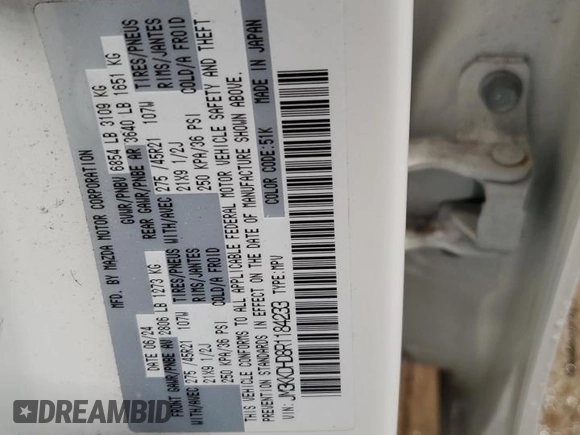 MFD. BY MAZDA MOTOR CORPORATION
DATE 06/24 GVWR/PNBV 6854 LB 3109 KG
FRONT GAWR/PNBE AV 2806 LB 1273 KG REAR GAWR/PNBE AR 3640 LB 1651 KG
WITH/AVEC TIRES/PNEUS WITH/AVEC TIRES/PNEUS
275 /45R21 107W RIMS/JANTES 275 /45R21 107W RIMS/JANTES
21X9 1/2J COLD/A FROID 21X9 1/2J COLD/A FROID
250 KPA/36 PSI 250 KPA/36 PSI
THIS VEHICLE CONFORMS TO ALL APPLICABLE FEDERAL MOTOR VEHICLE SAFETY AND THEFT
PREVENTION STANDARDS IN EFFECT ON THE DATE OF MANUFACTURE SHOWN ABOVE.
VIN: TYPE:MPV COLOR CODE:51K MADE IN JAPAN
DREAMBID